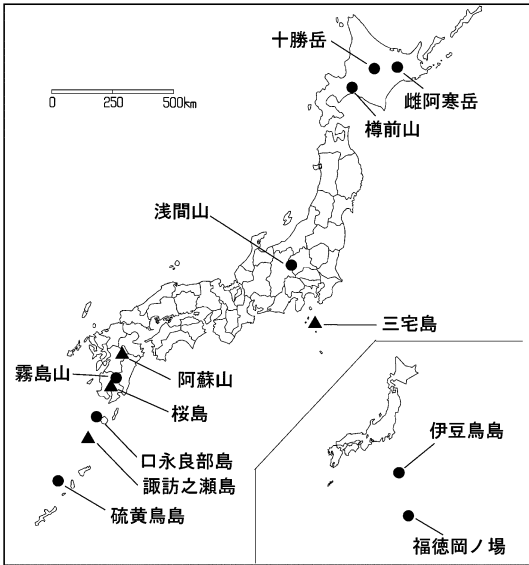 十勝岳
雌阿寒岳
樽前山
0 250 500km
浅間山
三宅島
霧島山
阿蘇山
桜島
口永良部島
諏訪之瀬島
硫黄鳥島
伊豆鳥島
福徳岡ノ場